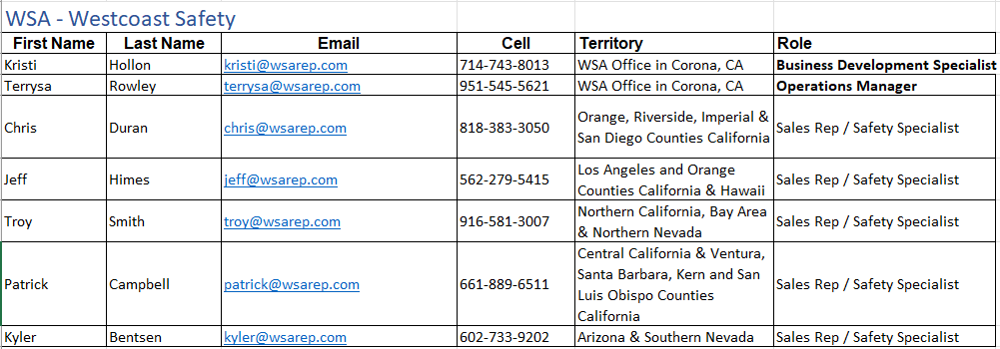 WSA - Westcoast Safety
First Name Last Name Email Cell Territory Role
Kristi Hollon kristi@wsarep.com 714-743-8013 WSA Office in Corona, CA Business Development Specialist
Terrysa Rowley terrysa@wsarep.com 951-545-5621 WSA Office in Corona, CA Operations Manager
Chris Duran chris@wsarep.com 818-383-3050 Orange, Riverside, Imperial &
San Diego Counties California Sales Rep / Safety Specialist
Jeff Himes jeff@wsarep.com 562-279-5415 Los Angeles and Orange
Counties California & Hawaii Sales Rep / Safety Specialist
Troy Smith troy@wsarep.com 916-581-3007 Northern California, Bay Area
& Northern Nevada Sales Rep / Safety Specialist
Patrick Campbell patrick@wsarep.com 661-889-6511 Central California & Ventura,
Santa Barbara, Kern and San
Luis Obispo Counties
California Sales Rep / Safety Specialist
Kyler Bentsen kyler@wsarep.com 602-733-9202 Arizona & Southern Nevada Sales Rep / Safety Specialist